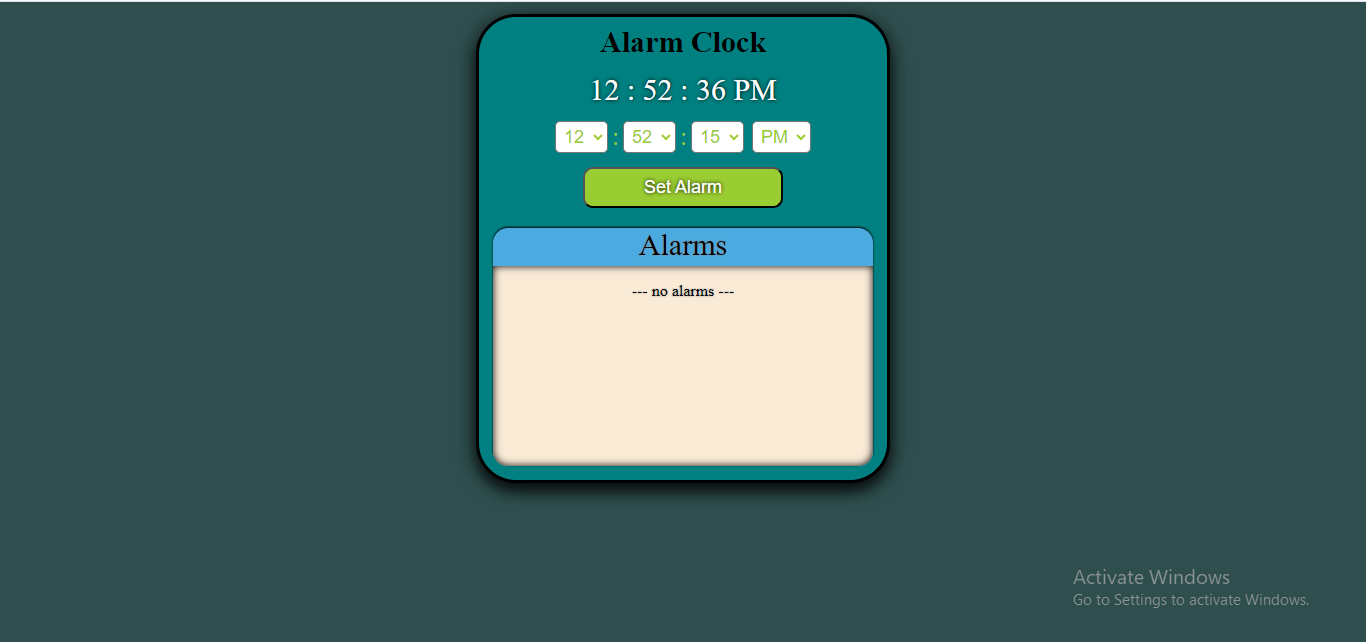 Alarm Clock
12 : 52 : 36 PM
12 : 52 : 15 PM
Set Alarm
Alarms
--- no alarms ---
Activate Windows
Go to Settings to activate Windows.